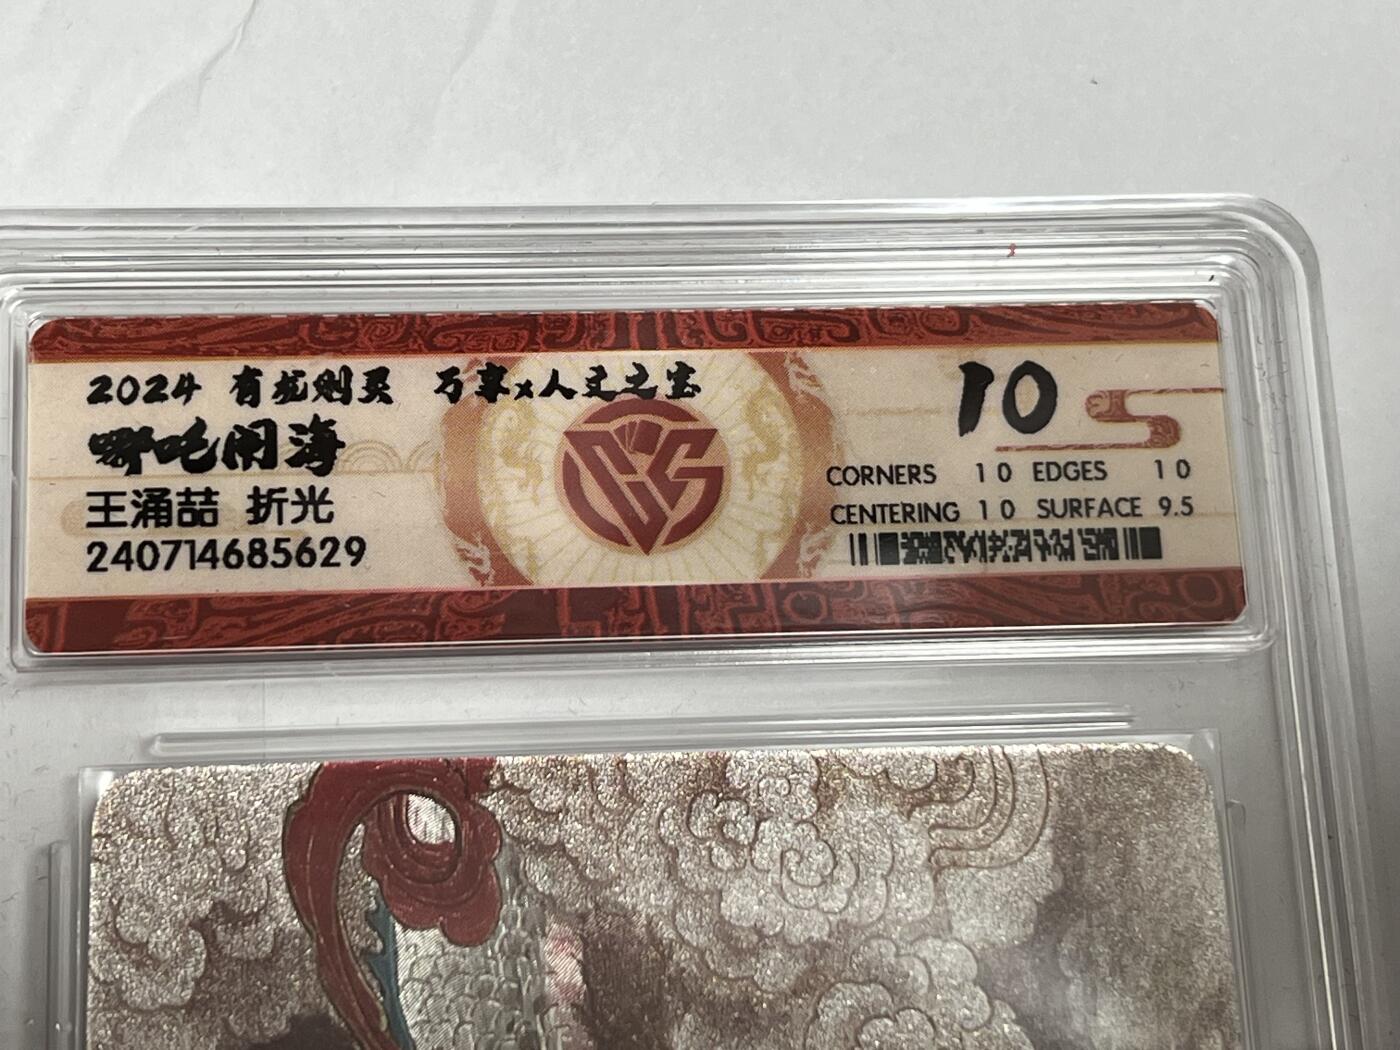 2024 有龙则灵 万享x人文之宝
哪吒闹海
王涌喆 折光
240714685629
10
CORNERS 10 EDGES 10
CENTERING 10 SURFACE 9.5